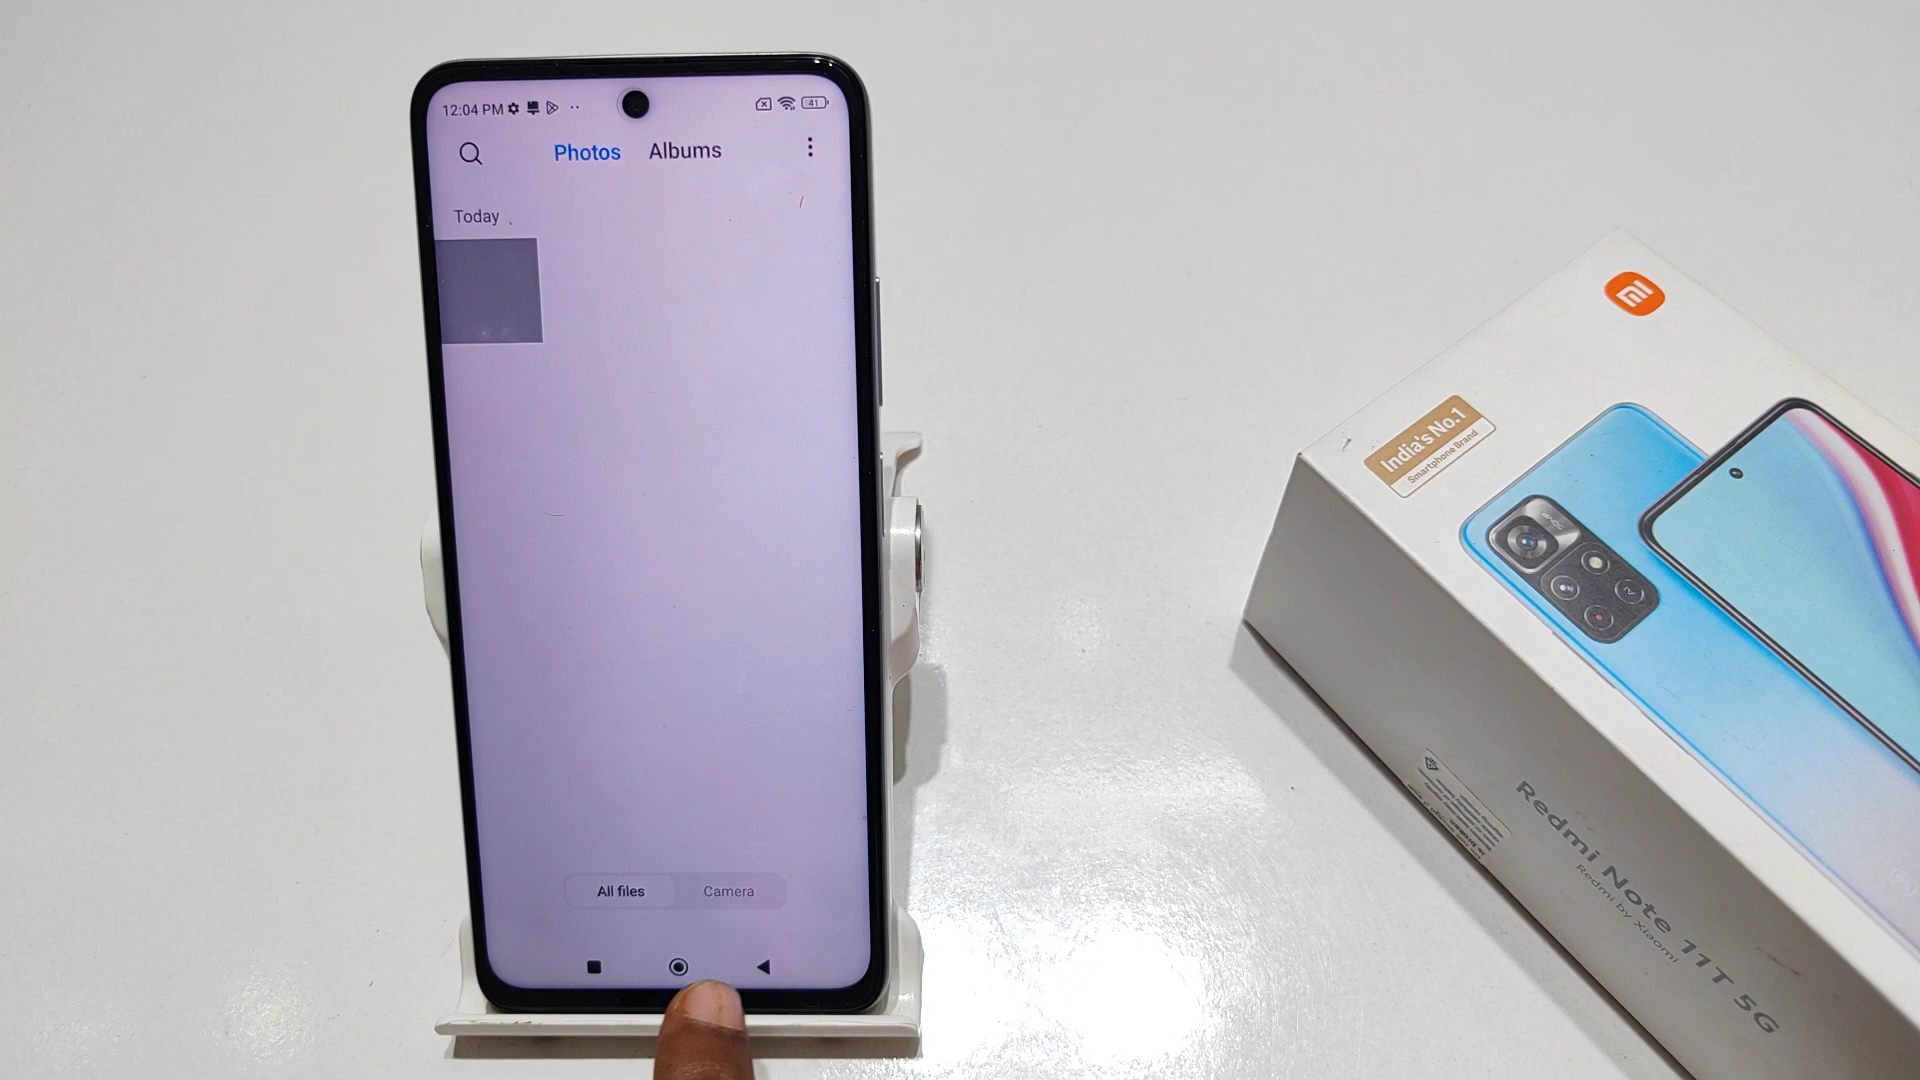 12:04 PM
41
Photos Albums
Today
All files Camera
India's No.1
Smartphone Brand
Redmi Note 11T 5G
Redmi by Xiaomi